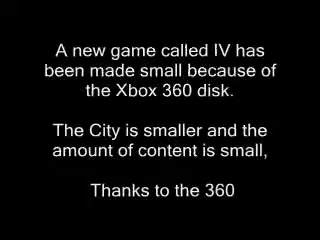 A new game called IV has
been made small because of
the Xbox 360 disk.
The City is smaller and the
amount of content is small,
Thanks to the 360